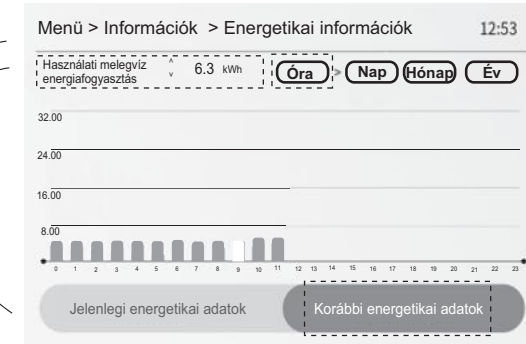 Menü > Információk > Energetikai információk 12:53
Használati melegvíz
energiafogyasztás
^ v 6.3 kWh Óra > Nap Hónap Év
32.00
24.00
16.00
8.00
0 1 2 3 4 5 6 7 8 9 10 11 12 13 14 15 16 17 18 19 20 21 22 23
Jelenlegi energetikai adatok Korábbi energetikai adatok